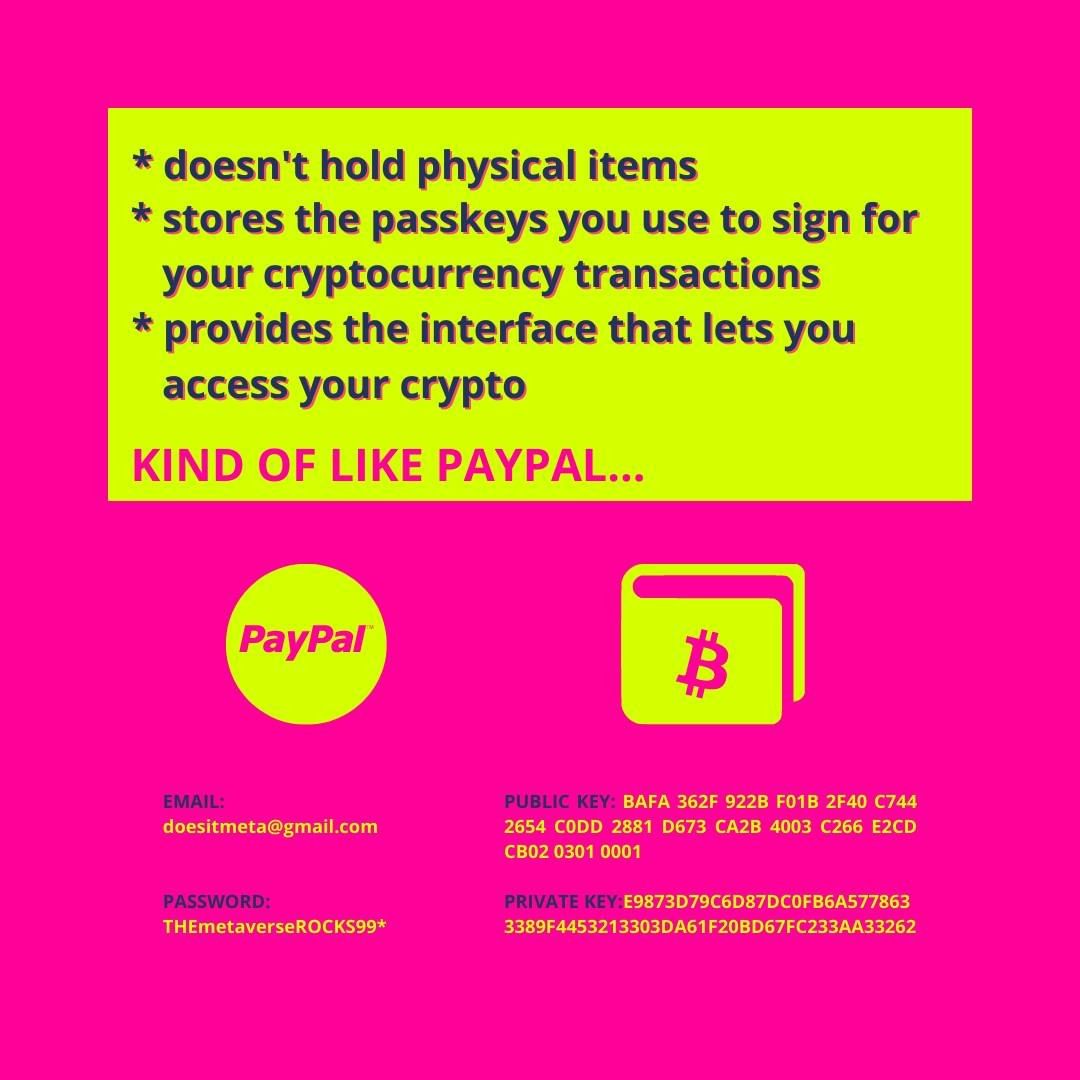 * doesn't hold physical items
* stores the passkeys you use to sign for
your cryptocurrency transactions
* provides the interface that lets you
access your crypto
KIND OF LIKE PAYPAL...
PayPal™
EMAIL:
doesitmeta@gmail.com
PASSWORD:
THEmetaverseROCKS99*
PUBLIC KEY: BAFA 362F 922B F01B 2F40 C744
2654 C0DD 2881 D673 CA2B 4003 C266 E2CD
CB02 0301 0001
PRIVATE KEY:E9873D79C6D87DC0FB6A577863
3389F4453213303DA61F20BD67FC233AA33262